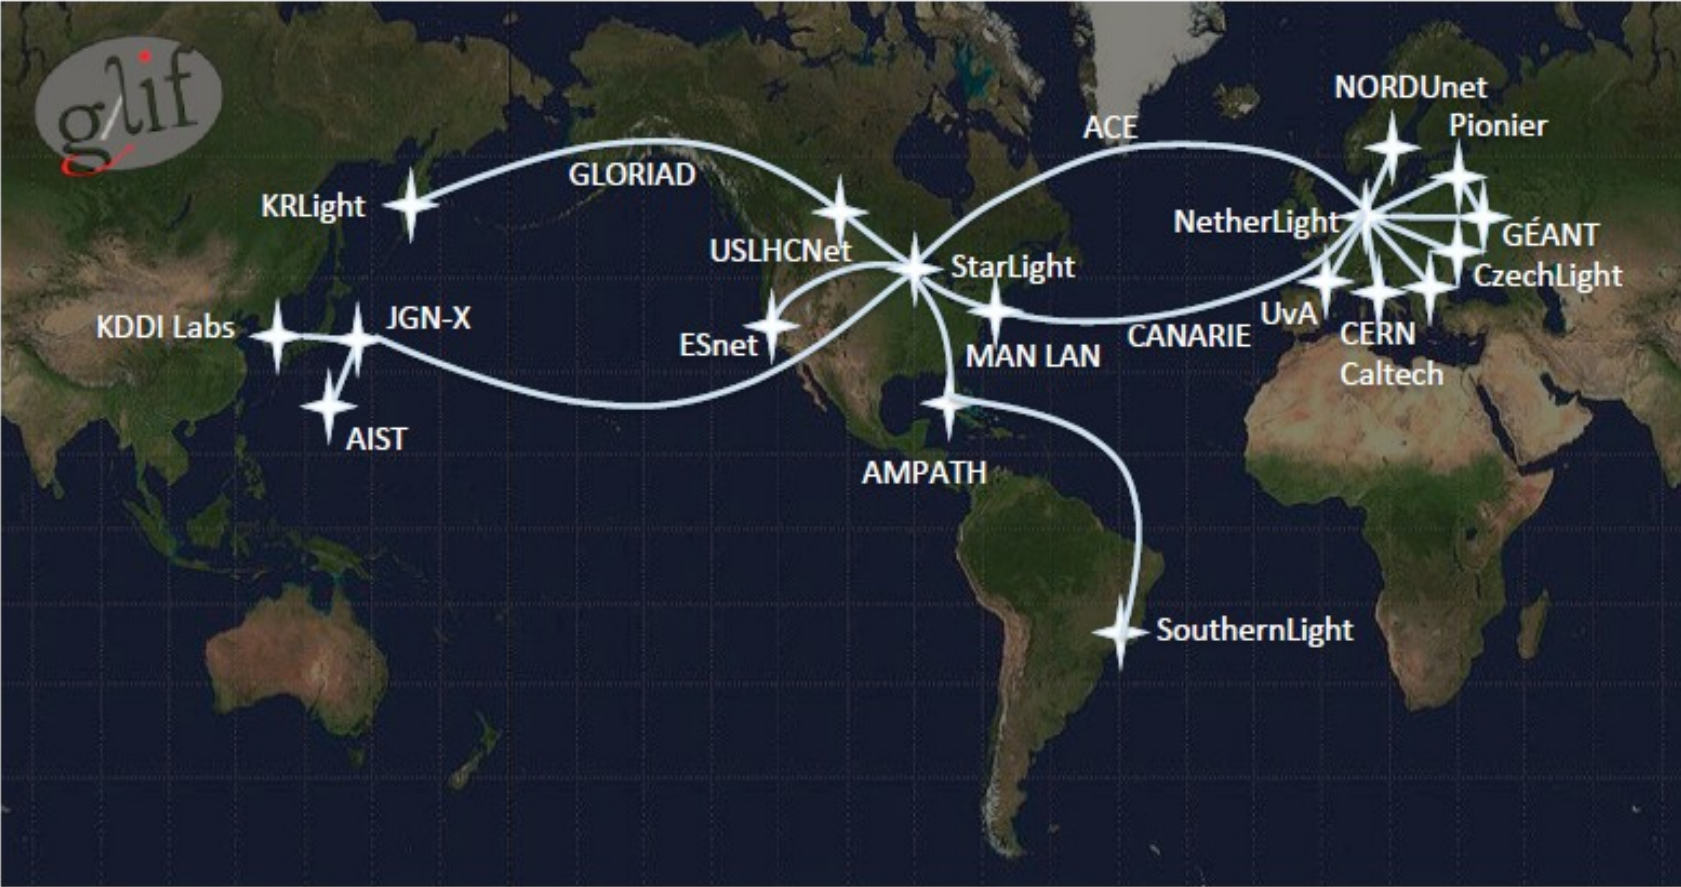 glif
NORDUnet
Pionier
ACE
GLORIAD
KRLight
NetherLight
GÉANT
USLHCNet
StarLight
CzechLight
JGN-X
KDDI Labs
UvA
ESnet
MAN LAN
CANARIE
CERN
Caltech
AIST
AMPATH
SouthernLight